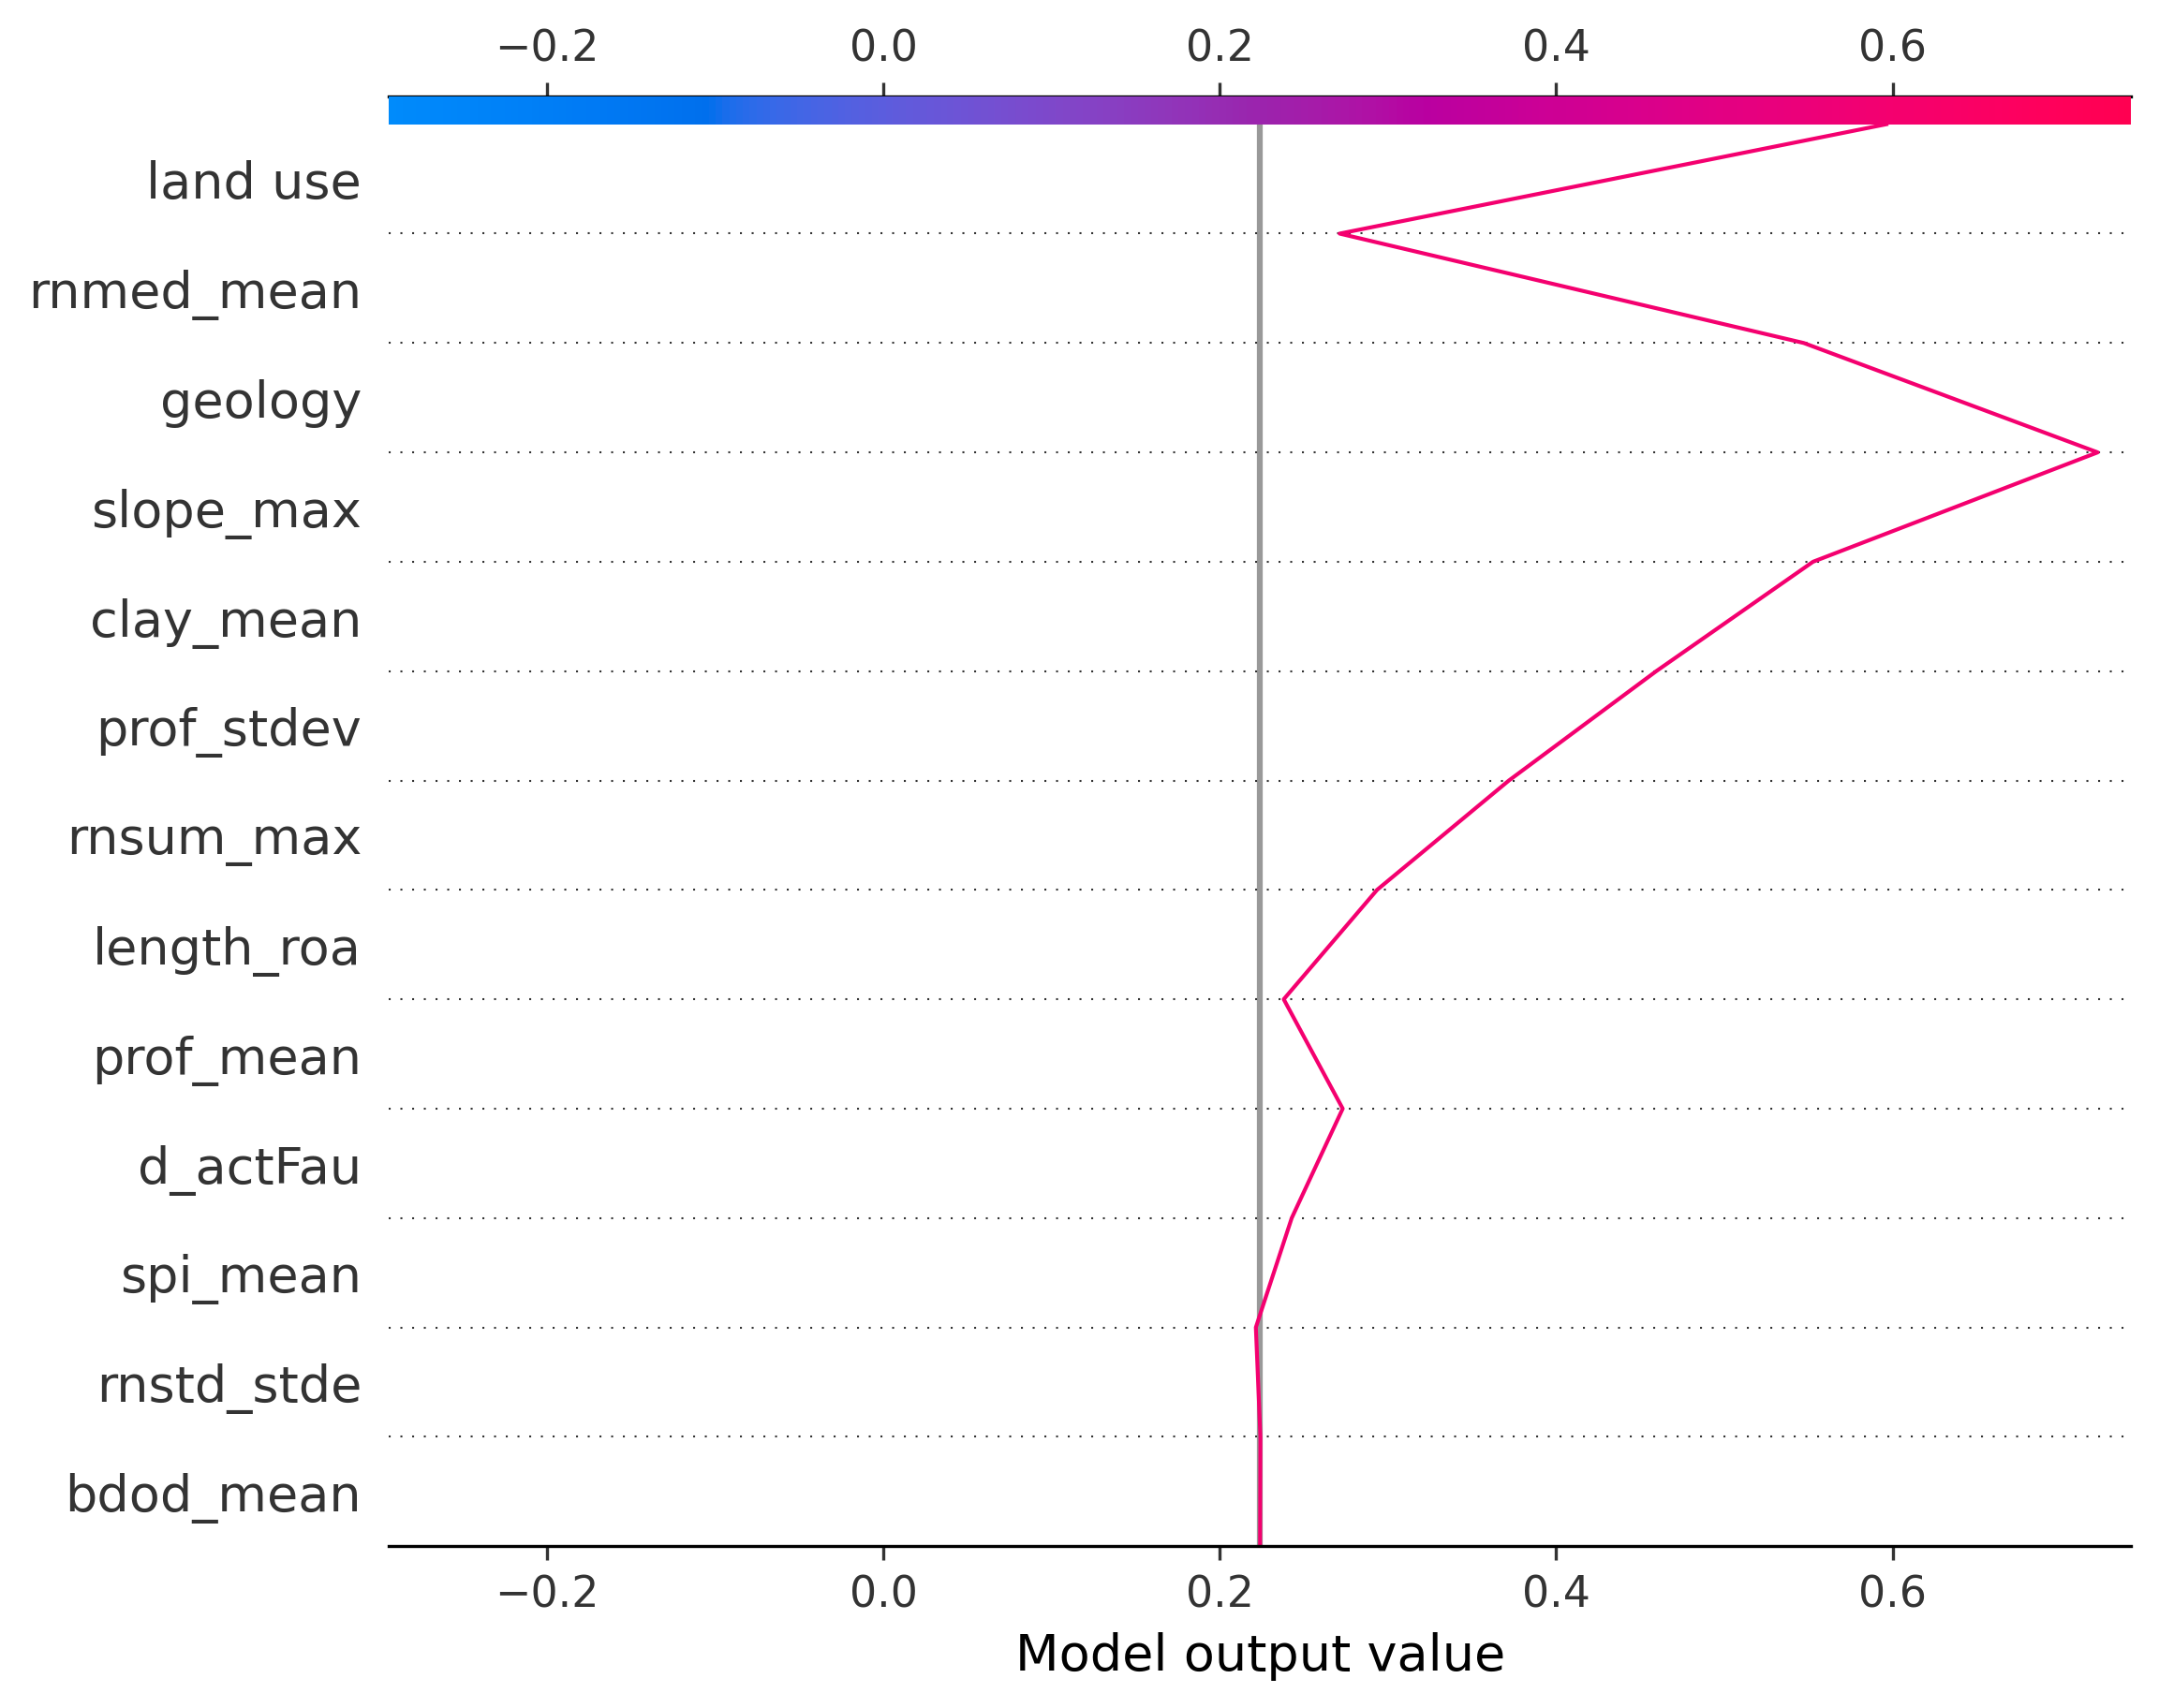 −0.2 0.0 0.2 0.4 0.6
land use
rnmed_mean
geology
slope_max
clay_mean
prof_stdev
rnsum_max
length_roa
prof_mean
d_actFau
spi_mean
rnstd_stde
bdod_mean
−0.2 0.0 0.2 0.4 0.6
Model output value